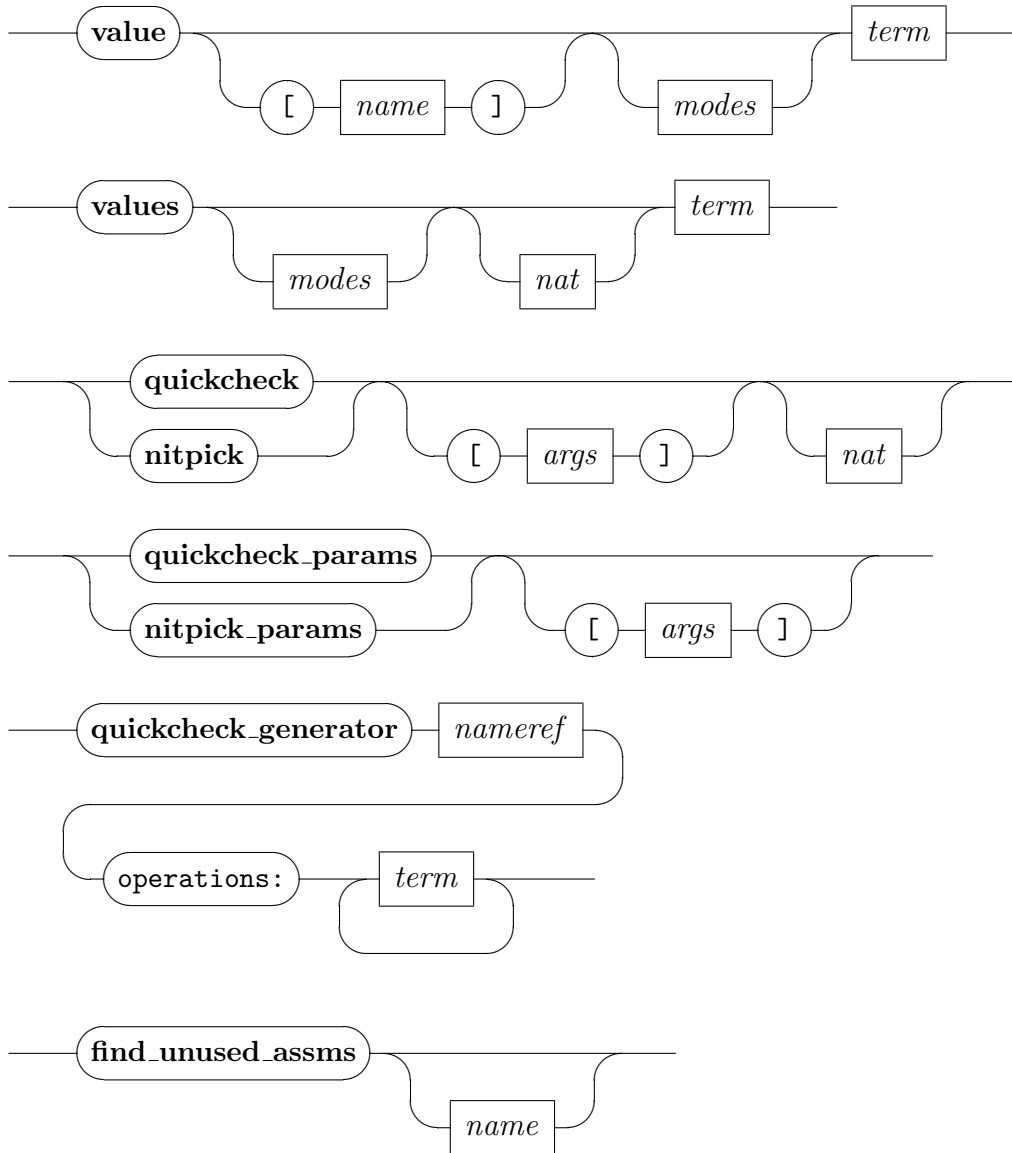 value [ name ] modes term
values modes nat term
quickcheck [ args ] nat
nitpick
quickcheck_params [ args ]
nitpick_params
quickcheck_generator nameref
operations: term
find_unused_assms name